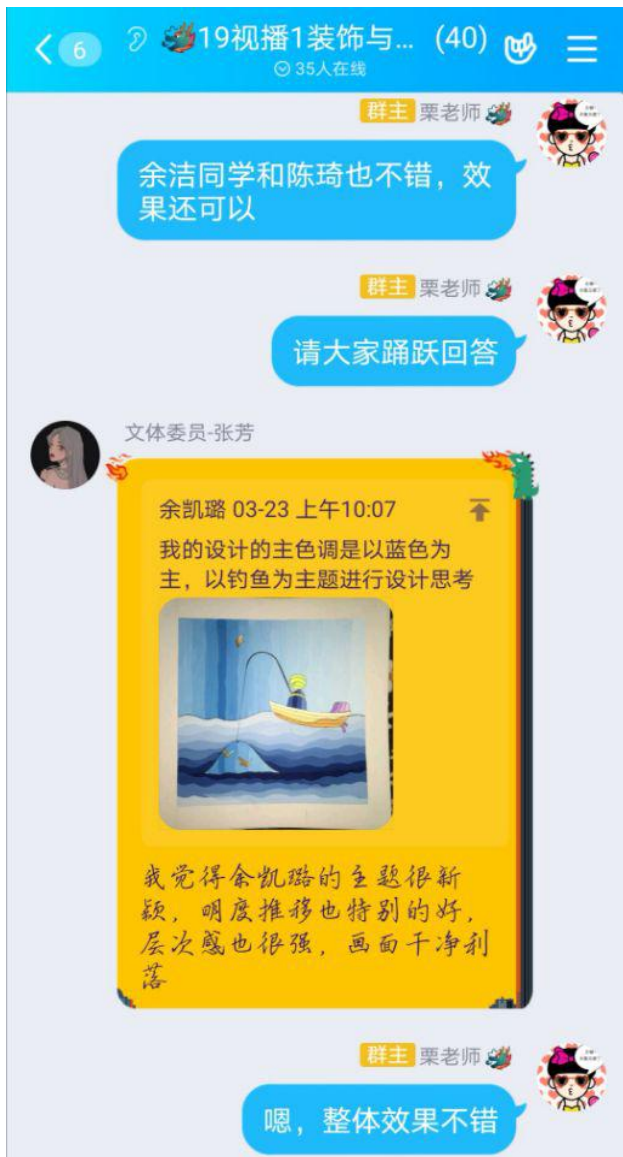 6
19视播1装饰与... (40)
35人在线
群主 栗老师
余洁同学和陈琦也不错，效
果还可以
群主 栗老师
请大家踊跃回答
文体委员-张芳
余凯璐 03-23 上午10:07
我的设计的主色调是以蓝色为
主，以钓鱼为主题进行设计思考
我觉得余凯璐的主题很新
颖，明度推移也特别的好，
层次感也很强，画面干净利
落
群主 栗老师
嗯，整体效果不错